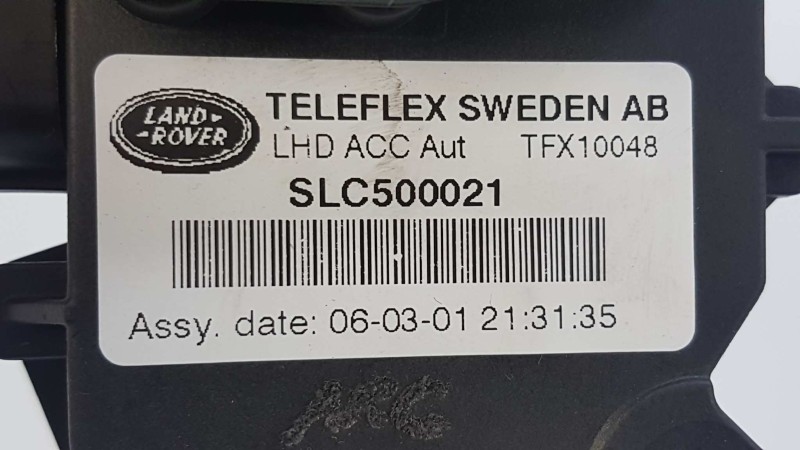 LAND-
-ROVER
TELEFLEX SWEDEN AB
LHD ACC Aut TFX10048
SLC500021
Assy. date: 06-03-01 21:31:35